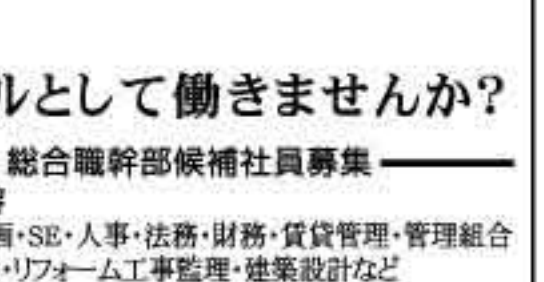 ルとして働きませんか?
総合職幹部候補社員募集
画・SE・人事・法務・財務・賃貸管理・管理組合
・リフォーム工事監理・建築設計など